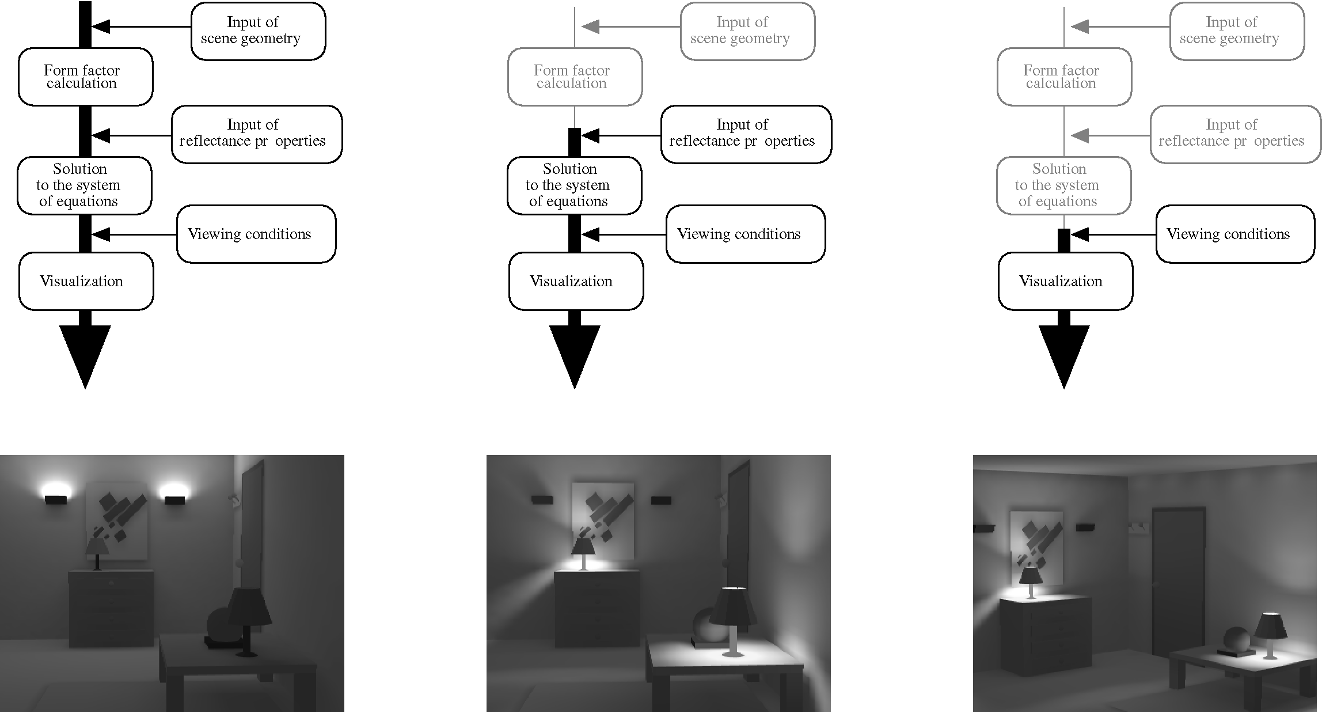 Input of
scene geometry
Form factor
calculation
Input of
reflectance pr operties
Solution
to the system
of equations
Viewing conditions
Visualization
Input of
scene geometry
Form factor
calculation
Input of
reflectance pr operties
Solution
to the system
of equations
Viewing conditions
Visualization
Input of
scene geometry
Form factor
calculation
Input of
reflectance pr operties
Solution
to the system
of equations
Viewing conditions
Visualization